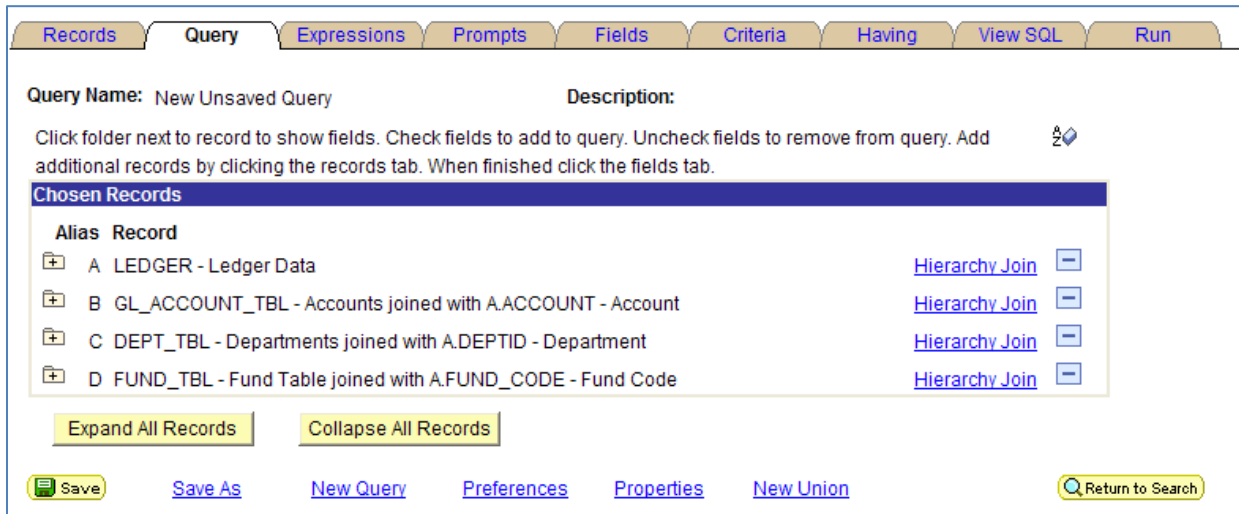 Records Query Expressions Prompts Fields Criteria Having View SQL Run
Query Name: New Unsaved Query Description:
Click folder next to record to show fields. Check fields to add to query. Uncheck fields to remove from query. Add
additional records by clicking the records tab. When finished click the fields tab.
A
Z
Chosen Records
Alias Record
A LEDGER - Ledger Data Hierarchy Join
B GL_ACCOUNT_TBL - Accounts joined with A.ACCOUNT - Account Hierarchy Join
C DEPT_TBL - Departments joined with A.DEPTID - Department Hierarchy Join
D FUND_TBL - Fund Table joined with A.FUND_CODE - Fund Code Hierarchy Join
Expand All Records Collapse All Records
Save Save As New Query Preferences Properties New Union Return to Search